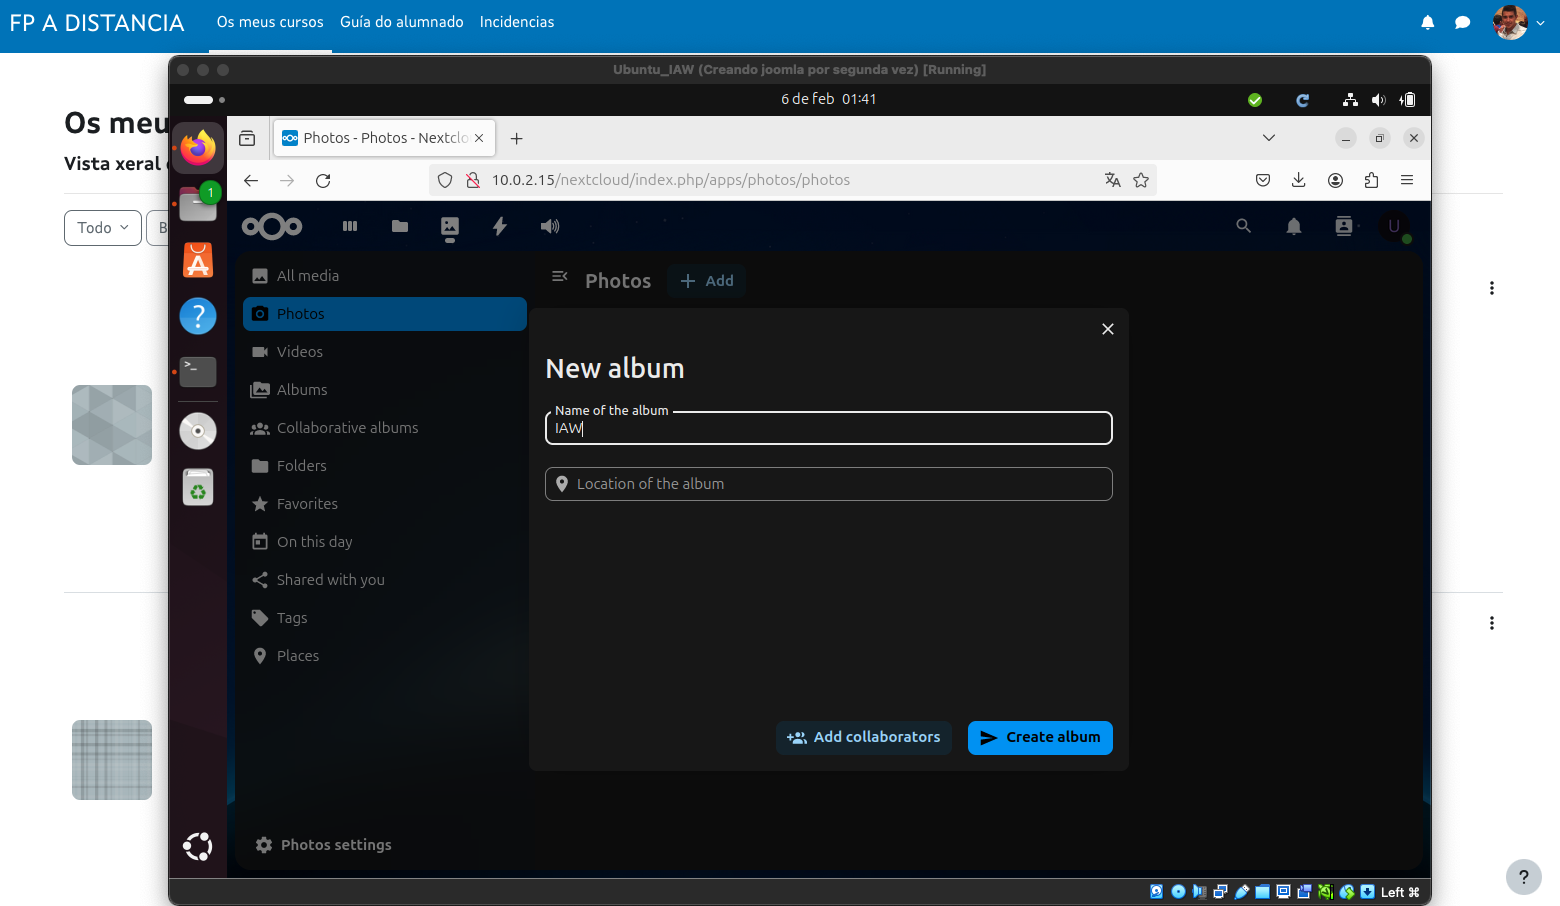 FP A DISTANCIA
Os meus cursos
Guía do alumnado
Incidencias
Os meu
Vista xeral
Todo
B
Ubuntu_IAW (Creando joomla por segunda vez) [Running]
6 de feb 01:41
1
Photos - Photos - Nextclo
10.0.2.15/nextcloud/index.php/apps/photos/photos
U
All media
Photos
Videos
Albums
Collaborative albums
Folders
Favorites
On this day
Shared with you
Tags
Places
Photos settings
Photos
Add
New album
Name of the album
IAW
Location of the album
Add collaborators
Create album
Left ⌘
?